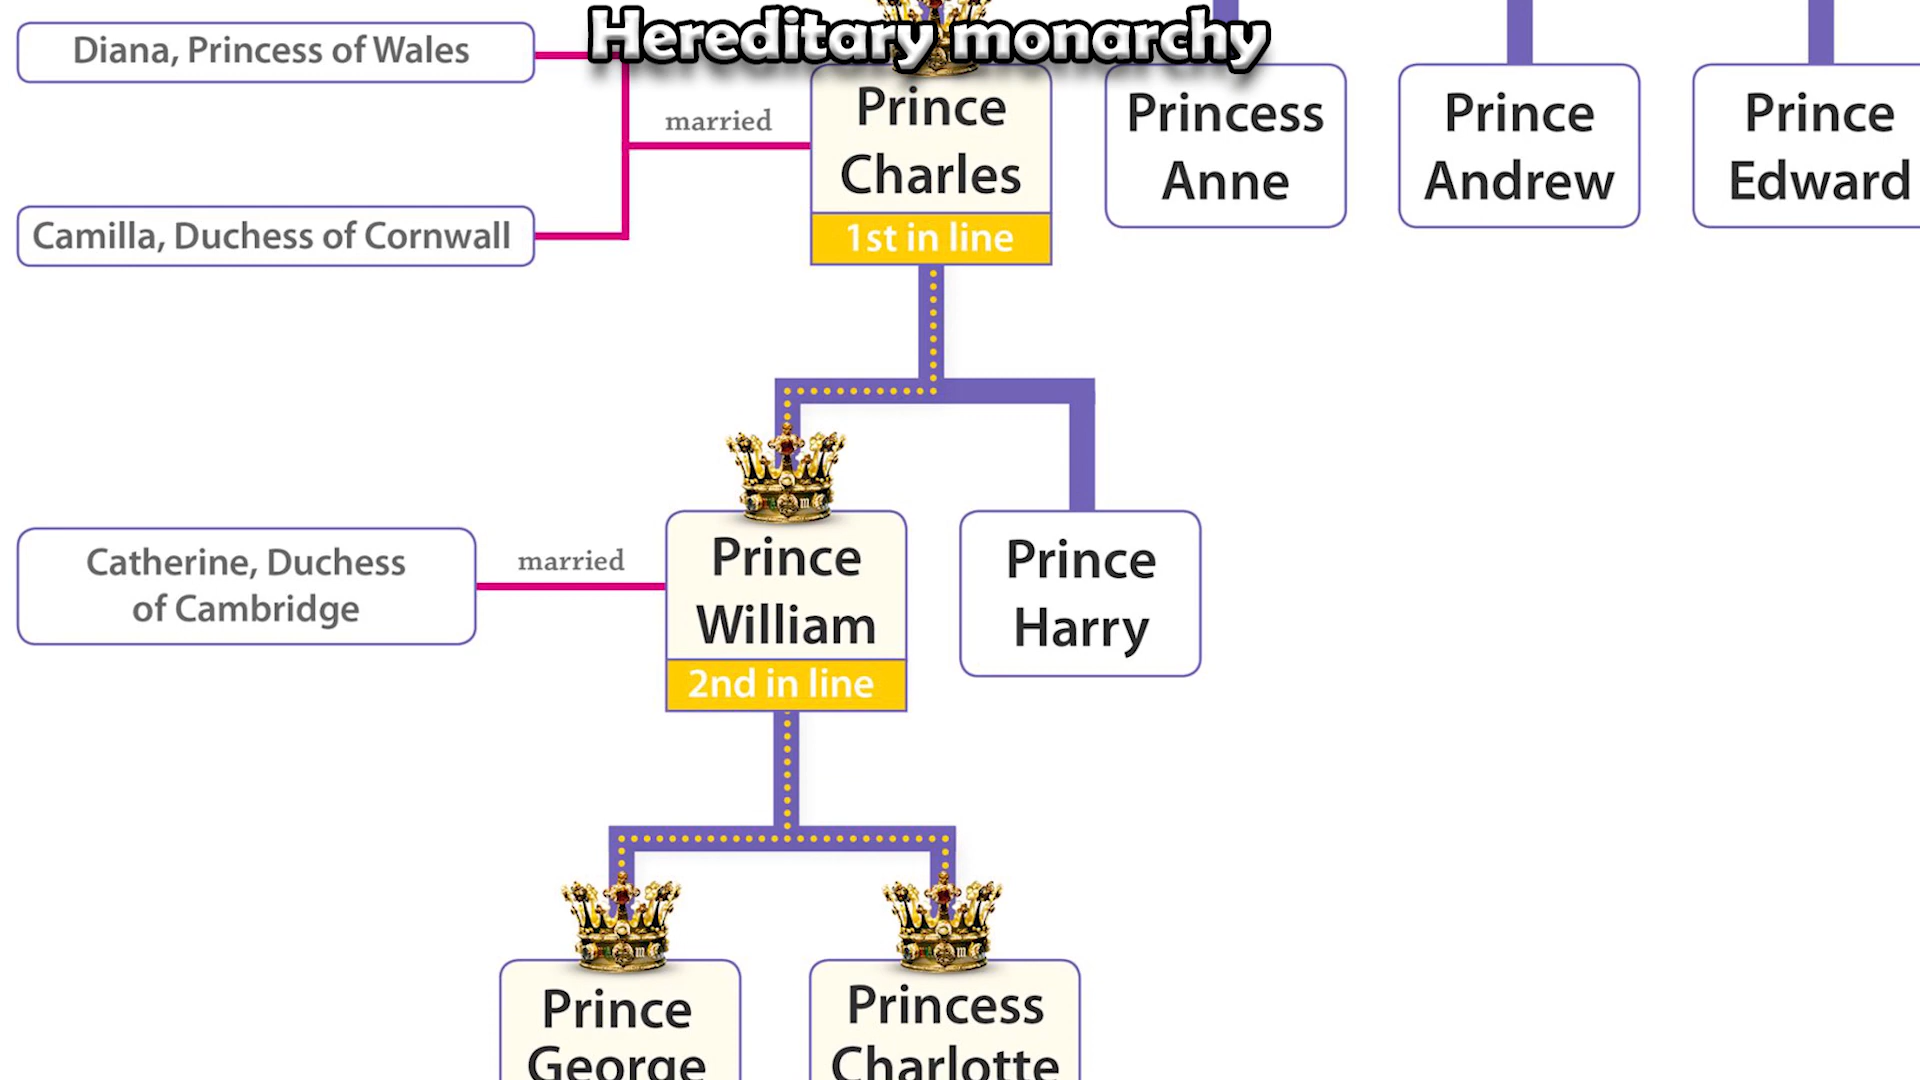 Hereditary monarchy
Diana, Princess of Wales
married
Camilla, Duchess of Cornwall
Prince
Charles
1st in line
Princess
Anne
Prince
Andrew
Prince
Edward
Catherine, Duchess
of Cambridge
married
Prince
William
2nd in line
Prince
Harry
Prince
George
Princess
Charlotte